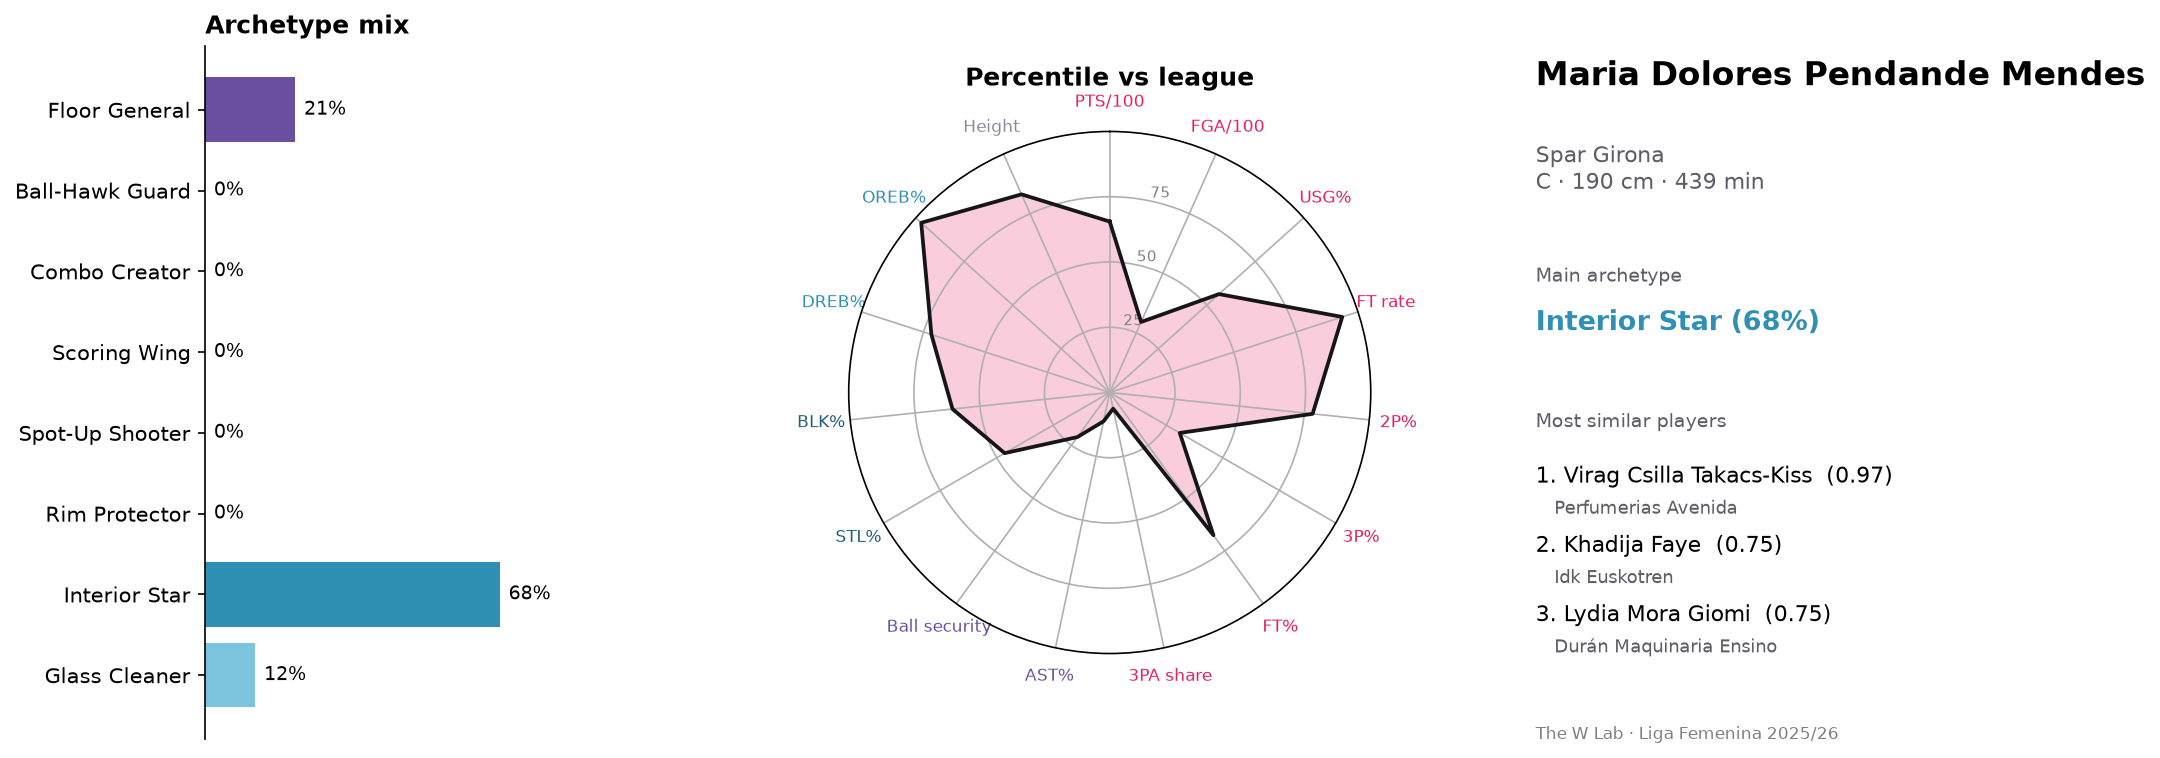 Archetype mix
Floor General
21%
Ball-Hawk Guard
0%
Combo Creator
0%
Scoring Wing
0%
Spot-Up Shooter
0%
Rim Protector
0%
Interior Star
68%
Glass Cleaner
12%
Percentile vs league
PTS/100
FGA/100
USG%
FT rate
2P%
3P%
FT%
3PA share
AST%
Ball security
STL%
BLK%
DREB%
OREB%
Height
75
50
25
Maria Dolores Pendande Mendes
Spar Girona
C · 190 cm · 439 min
Main archetype
Interior Star (68%)
Most similar players
1. Virag Csilla Takacs-Kiss (0.97)
Perfumerias Avenida
2. Khadija Faye (0.75)
Idk Euskotren
3. Lydia Mora Giomi (0.75)
Durán Maquinaria Ensino
The W Lab · Liga Femenina 2025/26